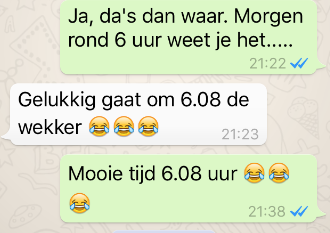 Ja, da's dan waar. Morgen
rond 6 uur weet je het.....
21:22
Gelukkig gaat om 6.08 de
wekker 😂😂😂
21:23
Mooie tijd 6.08 uur 😂😂
😂
21:38